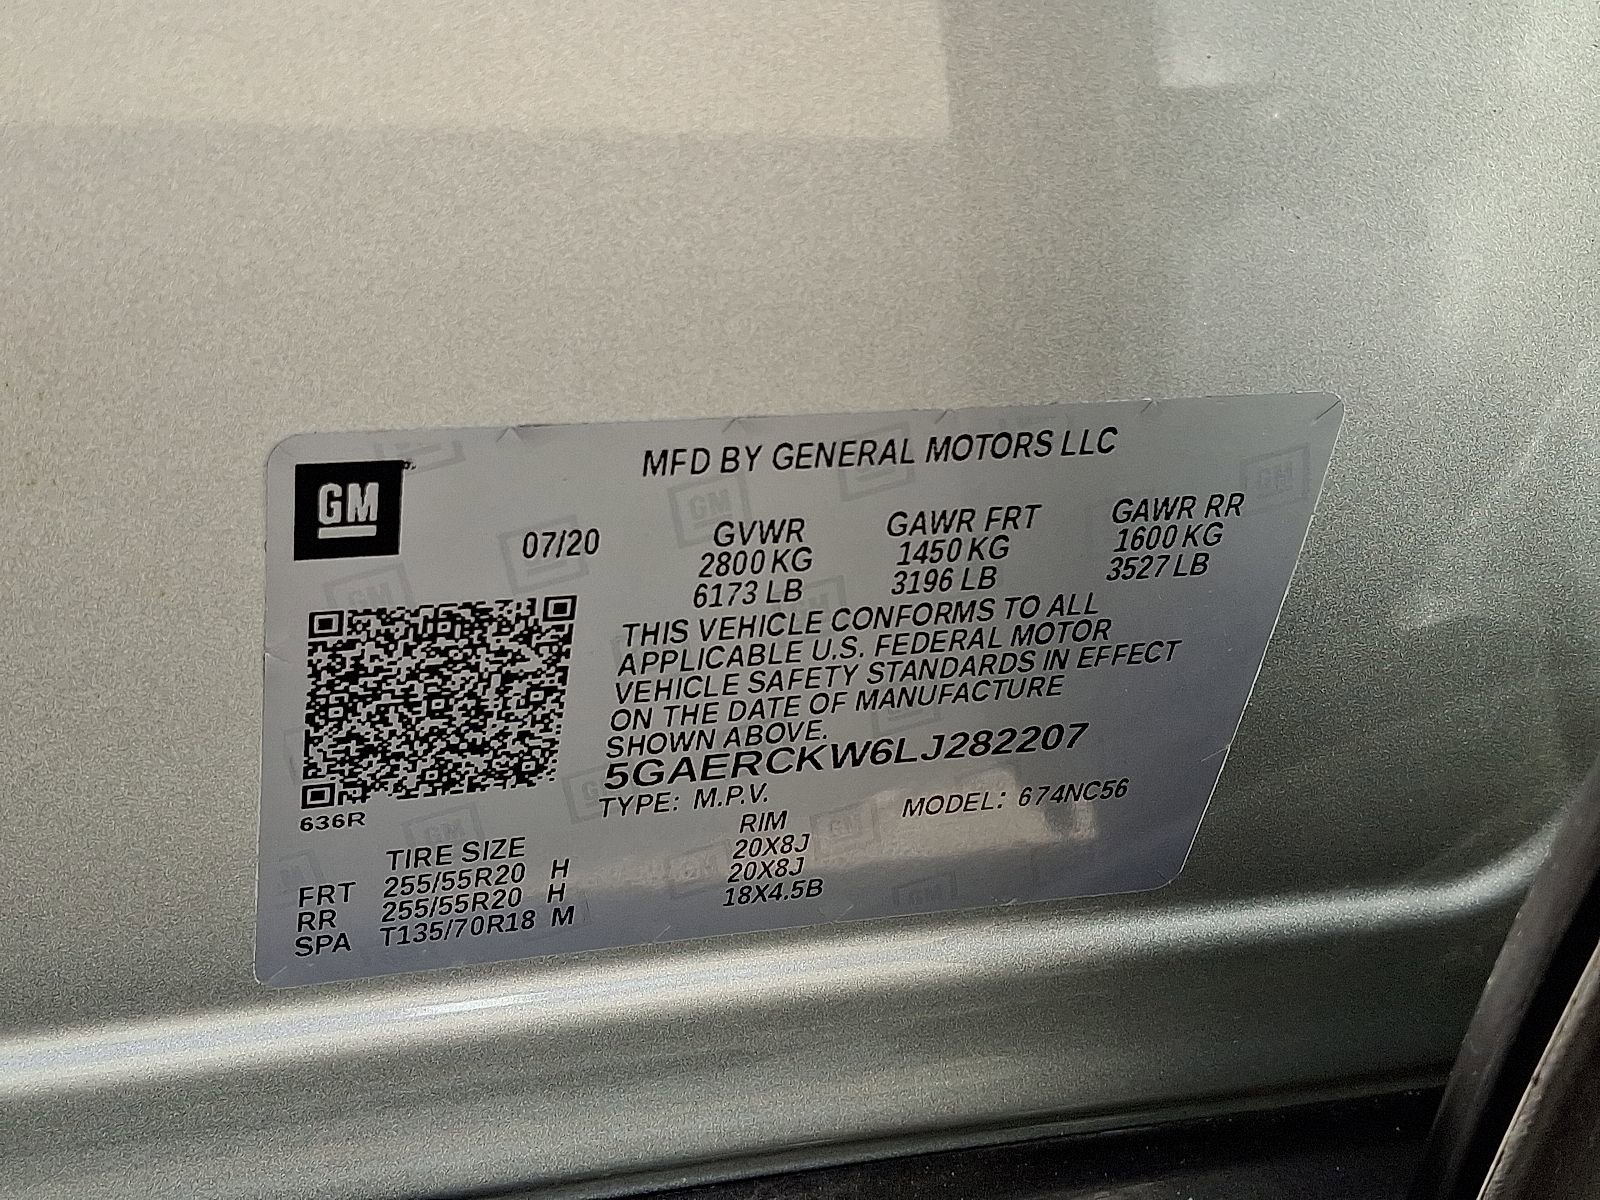 MFD BY GENERAL MOTORS LLC
GM
07/20
GVWR GAWR FRT GAWR RR
2800 KG 1450 KG 1600 KG
6173 LB 3196 LB 3527 LB
THIS VEHICLE CONFORMS TO ALL
APPLICABLE U.S. FEDERAL MOTOR
VEHICLE SAFETY STANDARDS IN EFFECT
ON THE DATE OF MANUFACTURE
SHOWN ABOVE.
5GAERCKW6LJ282207
TYPE: M.P.V. MODEL: 674NC56
636R
TIRE SIZE RIM
FRT 255/55R20 H 20X8J
RR 255/55R20 H 20X8J
SPA T135/70R18 M 18X4.5B